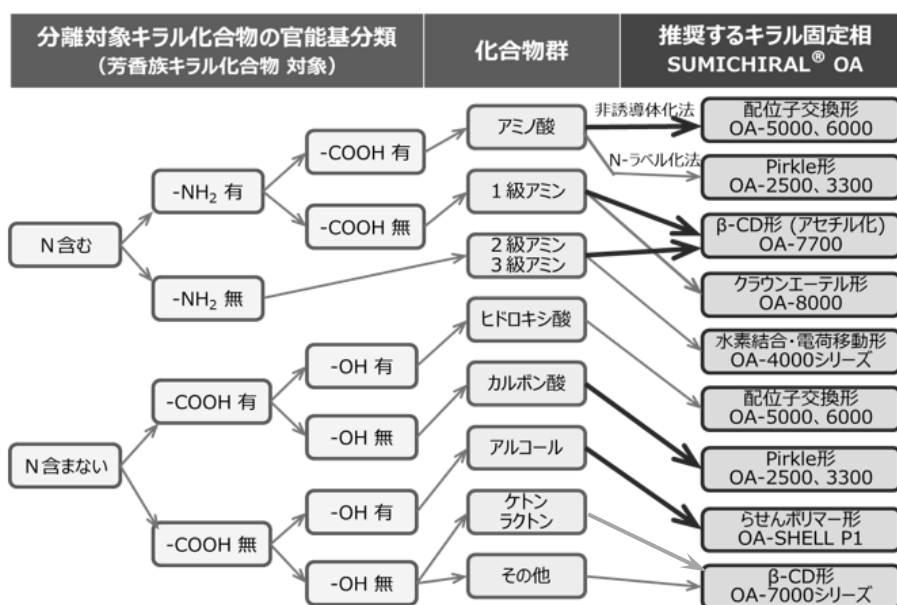 分離対象キラル化合物の官能基分類
（芳香族キラル化合物 対象）
化合物群
推奨するキラル固定相
SUMICHIRAL® OA
N含む
-NH₂ 有
-NH₂ 無
-COOH 有
-COOH 無
アミノ酸
1級アミン
2級アミン
3級アミン
非誘導体化法
N-ラベル化法
配位子交換形
OA-5000、6000
Pirkle形
OA-2500、3300
β-CD形 (アセチル化)
OA-7700
クラウンエーテル形
OA-8000
水素結合・電荷移動形
OA-4000シリーズ
N含まない
-COOH 有
-COOH 無
-OH 有
-OH 無
-OH 有
-OH 無
ヒドロキシ酸
カルボン酸
アルコール
ケトン
ラクトン
その他
配位子交換形
OA-5000、6000
Pirkle形
OA-2500、3300
らせんポリマー形
OA-SHELL P1
β-CD形
OA-7000シリーズ